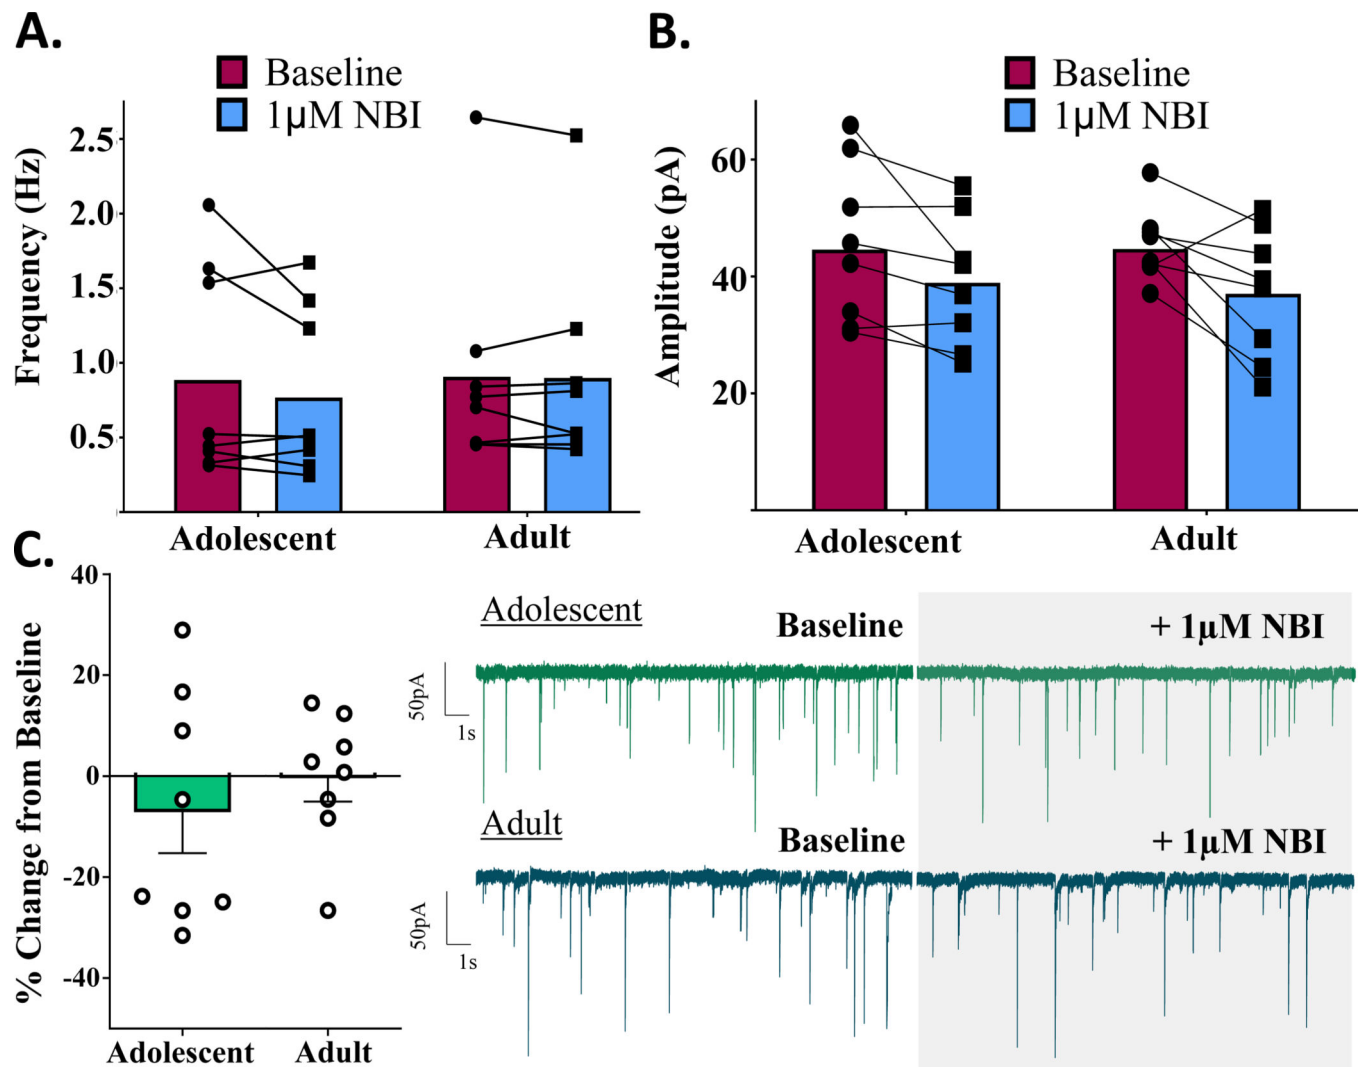 A.
Baseline
1µM NBI
Frequency (Hz)
2.5
2.0
1.5
1.0
0.5
Adolescent Adult
B.
Baseline
1µM NBI
Amplitude (pA)
60
40
20
Adolescent Adult
C.
% Change from Baseline
40
20
0
-20
-40
Adolescent Adult
Adolescent
Baseline + 1µM NBI
50pA
1s
Adult
Baseline + 1µM NBI
50pA
1s